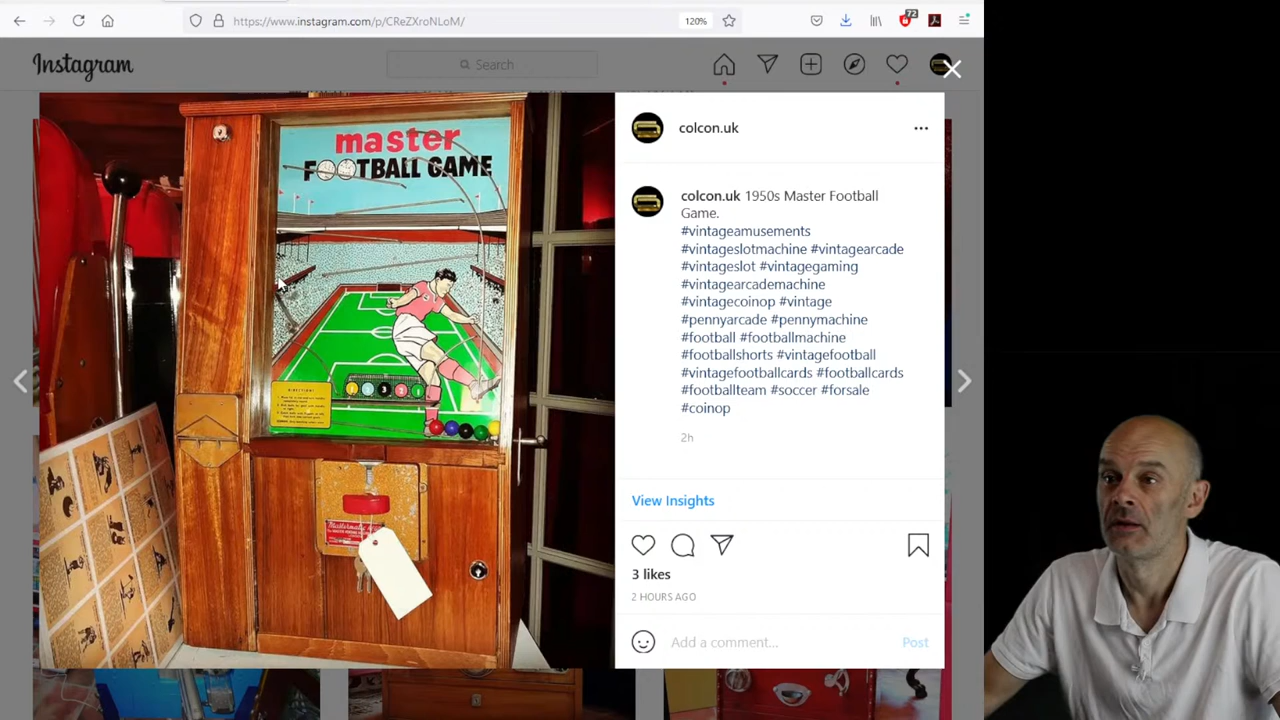 https://www.instagram.com/p/CReZXroNLoM/
120%
72
Instagram
Search
master
FOOTBALL GAME
colcon.uk
colcon.uk 1950s Master Football
Game.
#vintageamusements
#vintageslotmachine #vintagearcade
#vintageslot #vintagegaming
#vintagearcademachine
#vintagecoinop #vintage
#pennyarcade #pennymachine
#football #footballmachine
#footballshorts #vintagefootball
#vintagefootballcards #footballcards
#footballteam #soccer #forsale
#coinop
2h
View Insights
3 likes
2 HOURS AGO
Add a comment...
Post